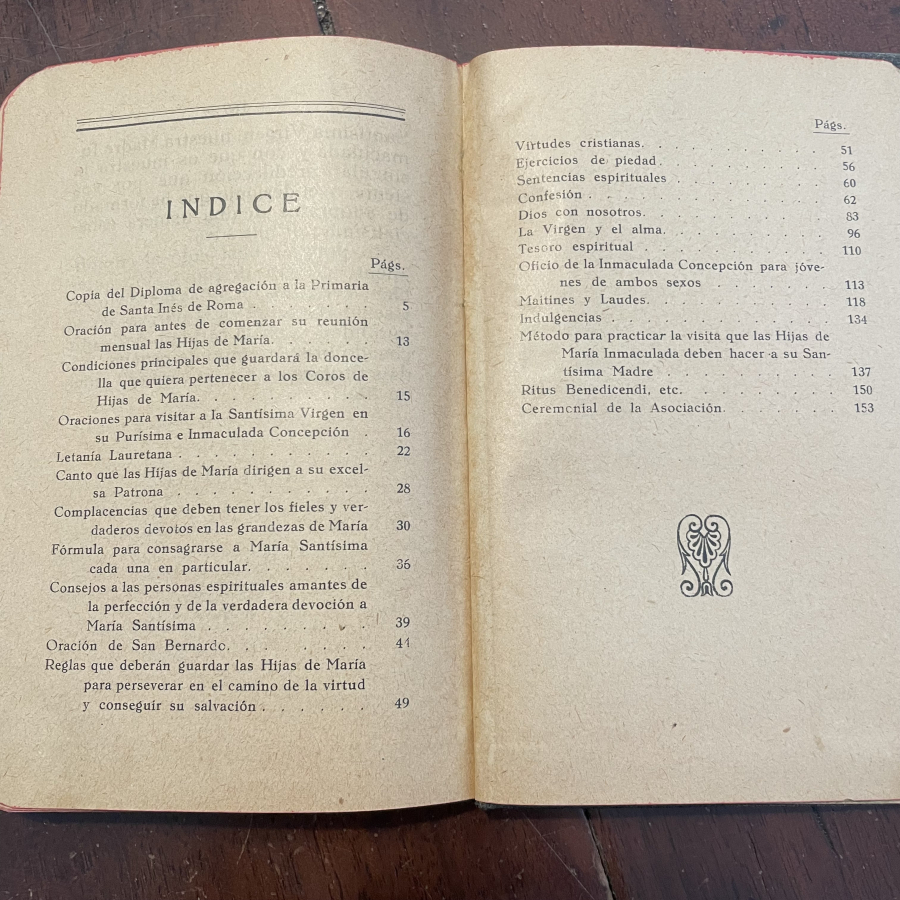 INDICE
Págs.
Copia del Diploma de agregación a la Primaria
de Santa Inés de Roma . . . . . . . 5
Oración para antes de comenzar su reunión
mensual las Hijas de María. . . . . . 13
Condiciones principales que guardará la donce-
lla que quiera pertenecer a los Coros de
Hijas de María. . . . . . . . . . 15
Oraciones para visitar a la Santísima Virgen en
su Purísima e Inmaculada Concepción . 16
Letanía Lauretana . . . . . . . . . . 22
Canto que las Hijas de María dirigen a su excel-
sa Patrona . . . . . . . . . . 28
Complacencias que deben tener los fieles y ver-
daderos devotos en las grandezas de María 30
Fórmula para consagrarse a María Santísima
cada una en particular. . . . . . . 36
Consejos a las personas espirituales amantes de
la perfección y de la verdadera devoción a
María Santísima . . . . . . . . 39
Oración de San Bernardo. . . . . . . 44
Reglas que deberán guardar las Hijas de María
para perseverar en el camino de la virtud
y conseguir su salvación . . . . . . 49
Págs.
Virtudes cristianas. . . . . . . . . . 51
Ejercicios de piedad. . . . . . . . . 56
Sentencias espirituales . . . . . . . . 60
Confesión . . . . . . . . . . . . 62
Dios con nosotros. . . . . . . . . . 83
La Virgen y el alma. . . . . . . . . 96
Tesoro espiritual . . . . . . . . . . 110
Oficio de la Inmaculada Concepción para jóve-
nes de ambos sexos . . . . . . . 113
Maitines y Laudes. . . . . . . . . . 118
Indulgencias . . . . . . . . . . . 134
Método para practicar la visita que las Hijas de
María Inmaculada deben hacer a su San-
tísima Madre . . . . . . . . . 137
Ritus Benedicendi, etc. . . . . . . . . 150
Ceremonial de la Asociación. . . . . . . 153